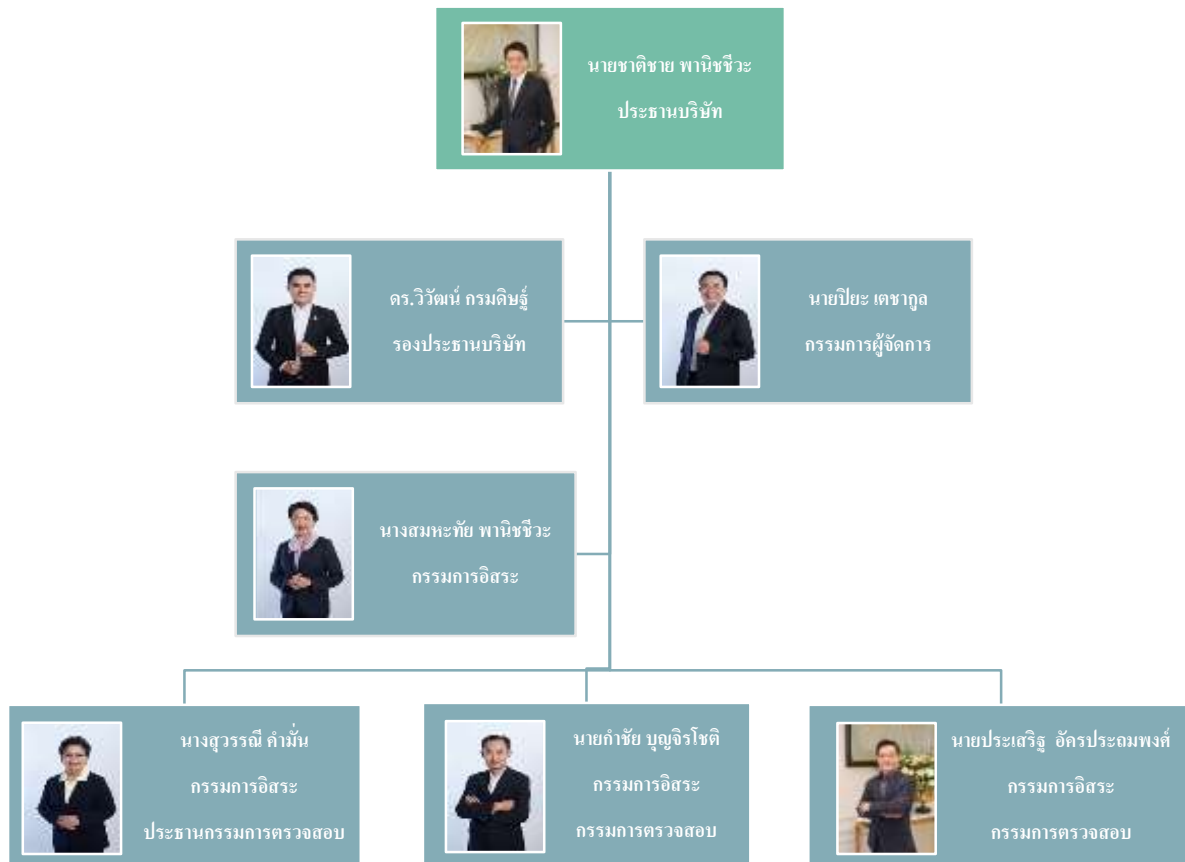 นายชาติชาย พานิชชีวะ
ประธานบริษัท
ดร.วิวัฒน์ กรมดิษฐ์
รองประธานบริษัท
นายปิยะ เตชากูล
กรรมการผู้จัดการ
นางสมหะทัย พานิชชีวะ
กรรมการอิสระ
นางสุวรรณี คำมั่น
กรรมการอิสระ
ประธานกรรมการตรวจสอบ
นายกำชัย บุญจิรโชติ
กรรมการอิสระ
กรรมการตรวจสอบ
นายประเสริฐ อัครประถมพงศ์
กรรมการอิสระ
กรรมการตรวจสอบ